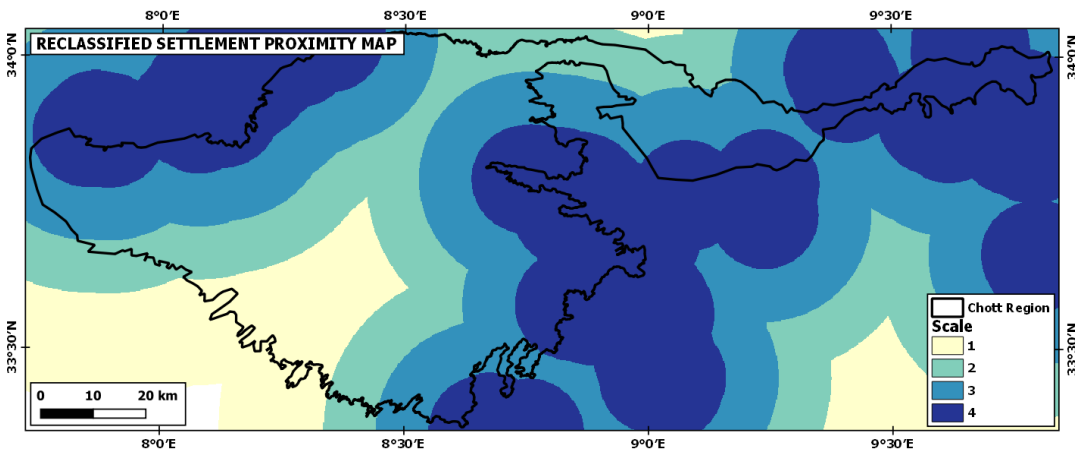 8°0'E 8°30'E 9°0'E 9°30'E
RECLASSIFIED SETTLEMENT PROXIMITY MAP
34°0'N 34°0'N
33°30'N 33°30'N
Chott Region
Scale
1
2
3
4
0 10 20 km
8°0'E 8°30'E 9°0'E 9°30'E